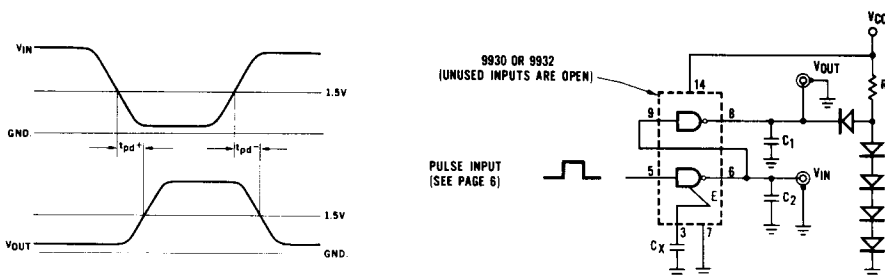 VIN
1.5V
GND.
tpd+
tpd-
1.5V
VOUT
GND.
9930 OR 9932
(UNUSED INPUTS ARE OPEN)
VCC
VOUT
R
14
9
8
C1
PULSE INPUT
(SEE PAGE 6)
5
6
VIN
E
C2
3
7
CX